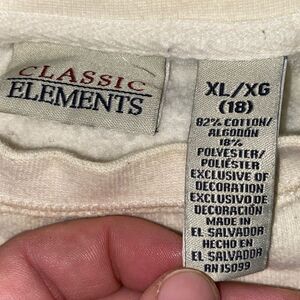 CLASSIC
ELEMENTS
XL/XG
(18)
82% COTTON/
ALGODÓN
18%
POLYESTER/
POLIÉSTER
EXCLUSIVE OF
DECORATION
EXCLUSIVO DE
DECORACIÓN
MADE IN
EL SALVADOR
HECHO EN
EL SALVADOR
RN 15099